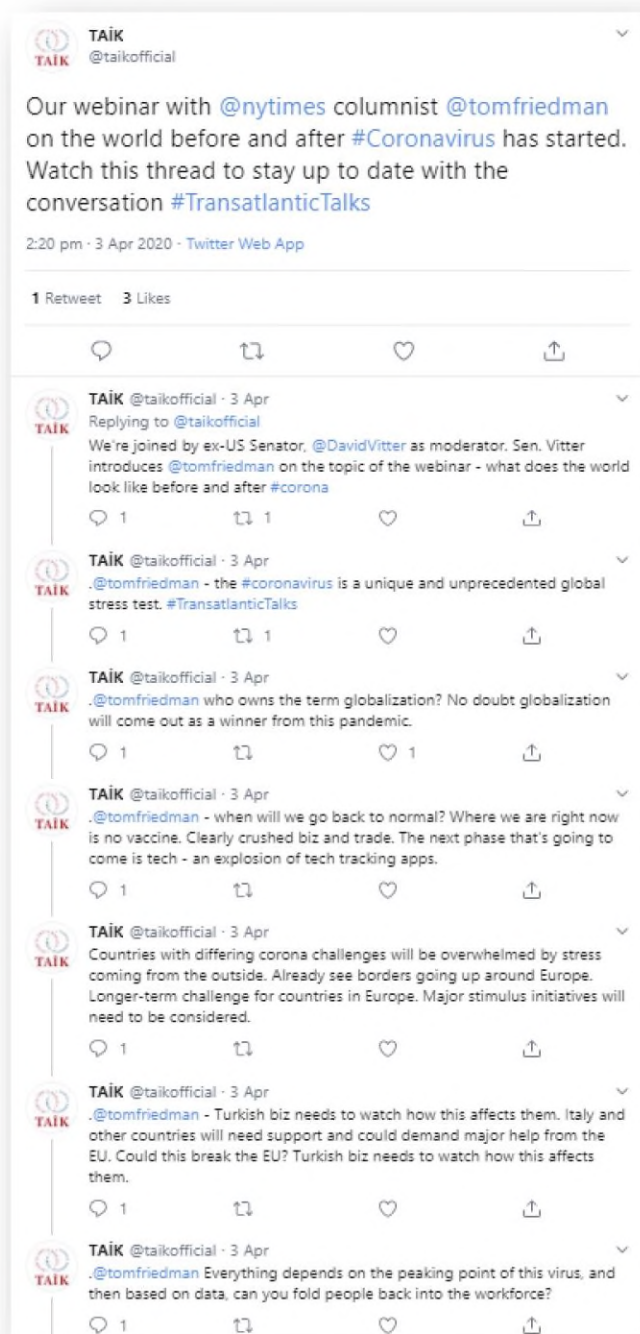 TAİK
@taikofficial
TAİK
Our webinar with @nytimes columnist @tomfriedman
on the world before and after #Coronavirus has started.
Watch this thread to stay up to date with the
conversation #TransatlanticTalks
2:20 pm · 3 Apr 2020 · Twitter Web App
1 Retweet 3 Likes
TAİK @taikofficial · 3 Apr
TAİK
Replying to @taikofficial
We're joined by ex-US Senator, @DavidVitter as moderator. Sen. Vitter
introduces @tomfriedman on the topic of the webinar - what does the world
look like before and after #corona
1 1
TAİK @taikofficial · 3 Apr
TAİK
.@tomfriedman - the #coronavirus is a unique and unprecedented global
stress test. #TransatlanticTalks
1 1
TAİK @taikofficial · 3 Apr
TAİK
.@tomfriedman who owns the term globalization? No doubt globalization
will come out as a winner from this pandemic.
1 1
TAİK @taikofficial · 3 Apr
TAİK
.@tomfriedman - when will we go back to normal? Where we are right now
is no vaccine. Clearly crushed biz and trade. The next phase that's going to
come is tech - an explosion of tech tracking apps.
1
TAİK @taikofficial · 3 Apr
TAİK
Countries with differing corona challenges will be overwhelmed by stress
coming from the outside. Already see borders going up around Europe.
Longer-term challenge for countries in Europe. Major stimulus initiatives will
need to be considered.
1
TAİK @taikofficial · 3 Apr
TAİK
.@tomfriedman - Turkish biz needs to watch how this affects them. Italy and
other countries will need support and could demand major help from the
EU. Could this break the EU? Turkish biz needs to watch how this affects
them.
1
TAİK @taikofficial · 3 Apr
TAİK
.@tomfriedman Everything depends on the peaking point of this virus, and
then based on data, can you fold people back into the workforce?
1